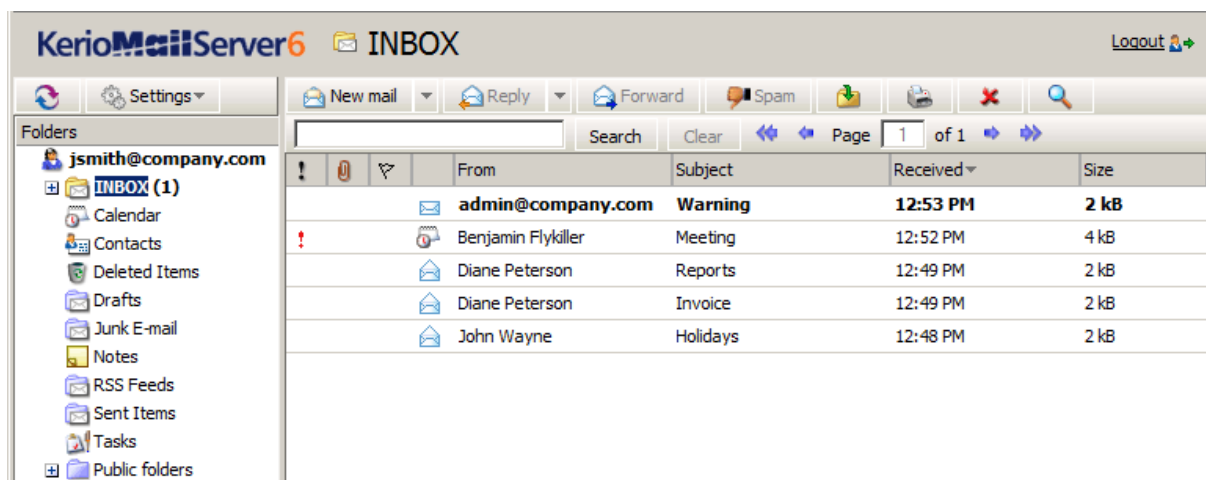 KerioMailServer6 INBOX Logout
Settings New mail Reply Forward Spam
Folders
Search Clear Page 1 of 1
jsmith@company.com
INBOX (1)
Calendar
Contacts
Deleted Items
Drafts
Junk E-mail
Notes
RSS Feeds
Sent Items
Tasks
Public folders
! From Subject Received Size
admin@company.com Warning 12:53 PM 2 kB
! Benjamin Flykiller Meeting 12:52 PM 4 kB
Diane Peterson Reports 12:49 PM 2 kB
Diane Peterson Invoice 12:49 PM 2 kB
John Wayne Holidays 12:48 PM 2 kB